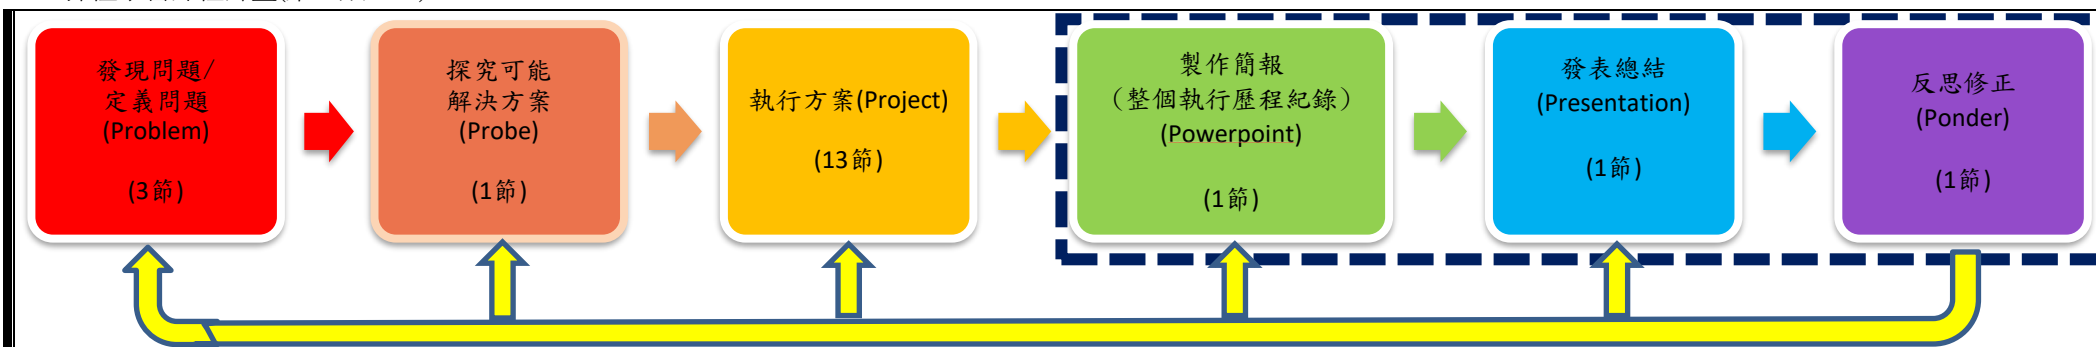 發現問題/
定義問題
(Problem)
(3節)
探究可能
解決方案
(Probe)
(1節)
執行方案(Project)
(13節)
製作簡報
（整個執行歷程紀錄）
(Powerpoint)
(1節)
發表總結
(Presentation)
(1節)
反思修正
(Ponder)
(1節)